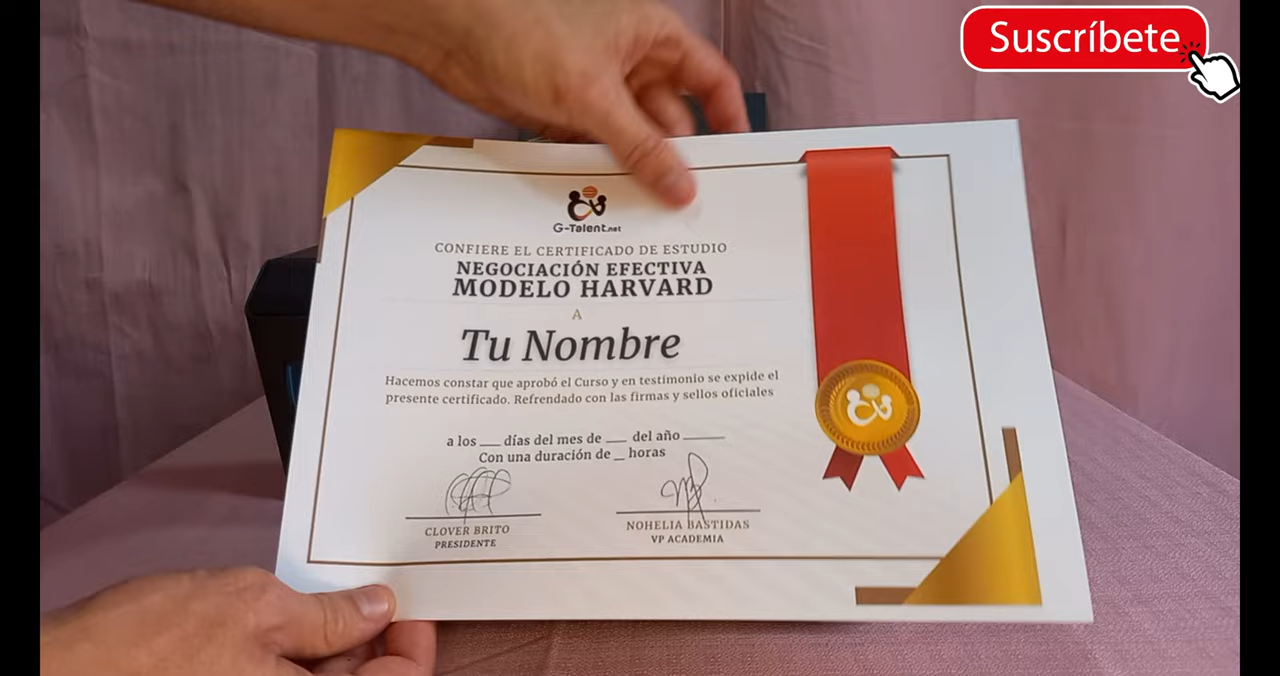 Suscríbete
G-Talent.net
CONFIERE EL CERTIFICADO DE ESTUDIO
NEGOCIACIÓN EFECTIVA
MODELO HARVARD
A
Tu Nombre
Hacemos constar que aprobó el Curso y en testimonio se expide el
presente certificado. Refrendado con las firmas y sellos oficiales
a los ___ días del mes de ___ del año ______
Con una duración de _ horas
CLOVER BRITO
PRESIDENTE
NOHELIA BASTIDAS
VP ACADEMIA